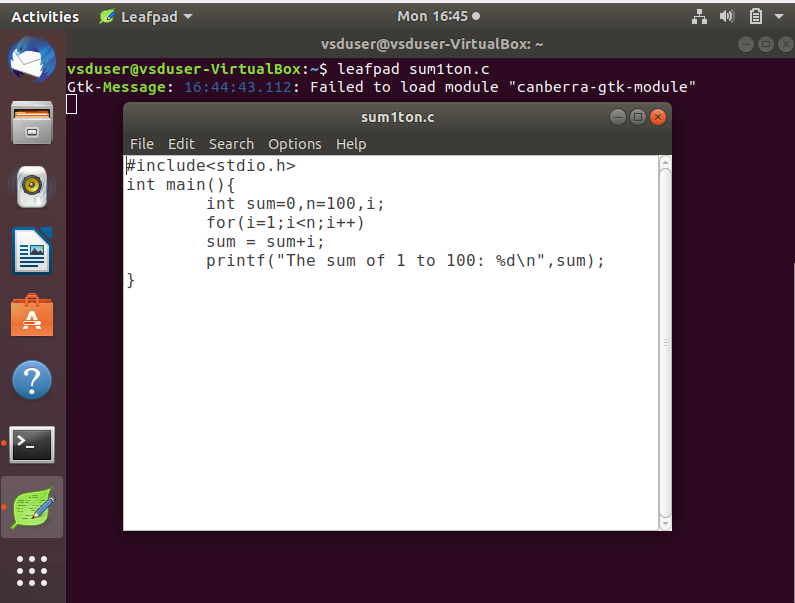 Activities Leafpad Mon 16:45
vsduser@vsduser-VirtualBox: ~
vsduser@vsduser-VirtualBox:~$ leafpad sum1ton.c
Gtk-Message: 16:44:43.112: Failed to load module "canberra-gtk-module"
sum1ton.c
File Edit Search Options Help
#include<stdio.h>
int main(){
        int sum=0,n=100,i;
        for(i=1;i<n;i++)
        sum = sum+i;
        printf("The sum of 1 to 100: %d\n",sum);
}